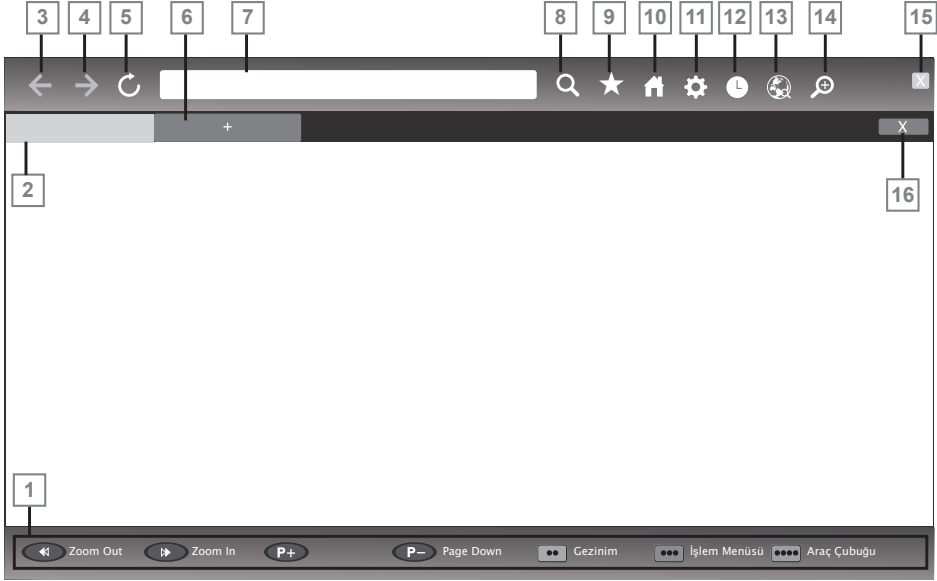 3 4 5 6 7 8 9 10 11 12 13 14 15
X
+ X
2 16
1
Zoom Out Zoom In P+ P− Page Down Gezinim İşlem Menüsü Araç Çubuğu